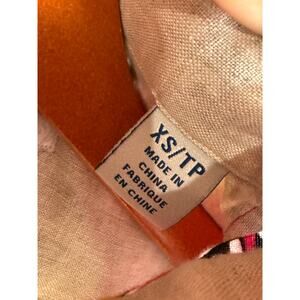 XS/TP
MADE IN
CHINA
FABRIQUE
EN CHINE